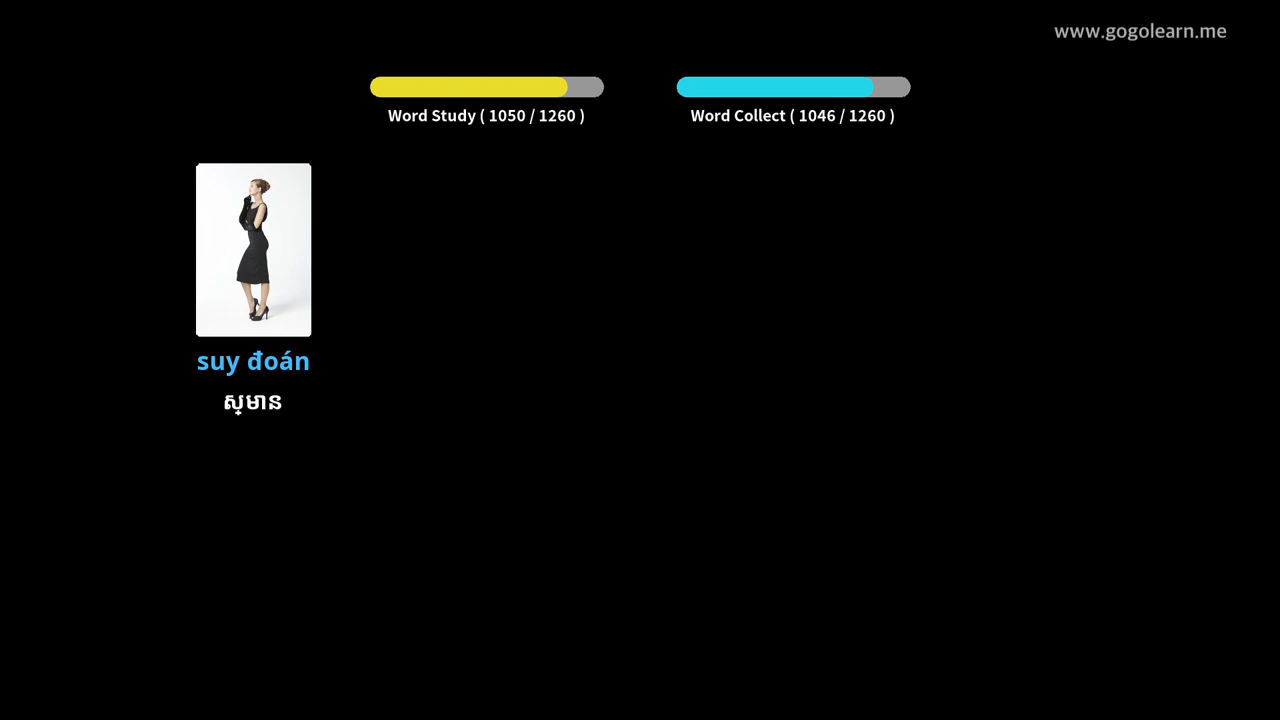 www.gogolearn.me
Word Study ( 1050 / 1260 )
Word Collect ( 1046 / 1260 )
suy đoán
ស្មាន